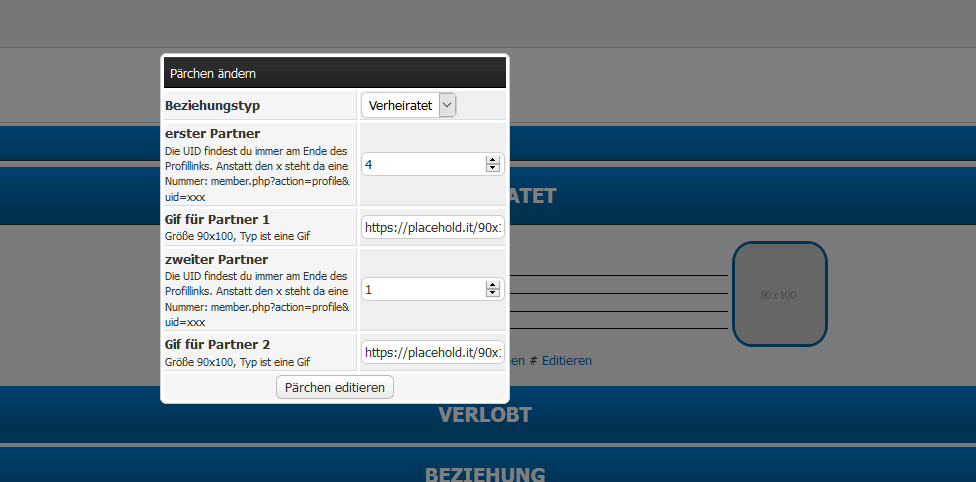 Pärchen ändern
Beziehungstyp
Verheiratet
erster Partner
Die UID findest du immer am Ende des
Profillinks. Anstatt den x steht da eine
Nummer: member.php?action=profile&
uid=xxx
4
ATET
Gif für Partner 1
Größe 90x100, Typ ist eine Gif
https://placehold.it/90x1
zweiter Partner
Die UID findest du immer am Ende des
Profillinks. Anstatt den x steht da eine
Nummer: member.php?action=profile&
uid=xxx
1
90 x 100
Gif für Partner 2
Größe 90x100, Typ ist eine Gif
https://placehold.it/90x1
en # Editieren
Pärchen editieren
VERLOBT
BEZIEHUNG